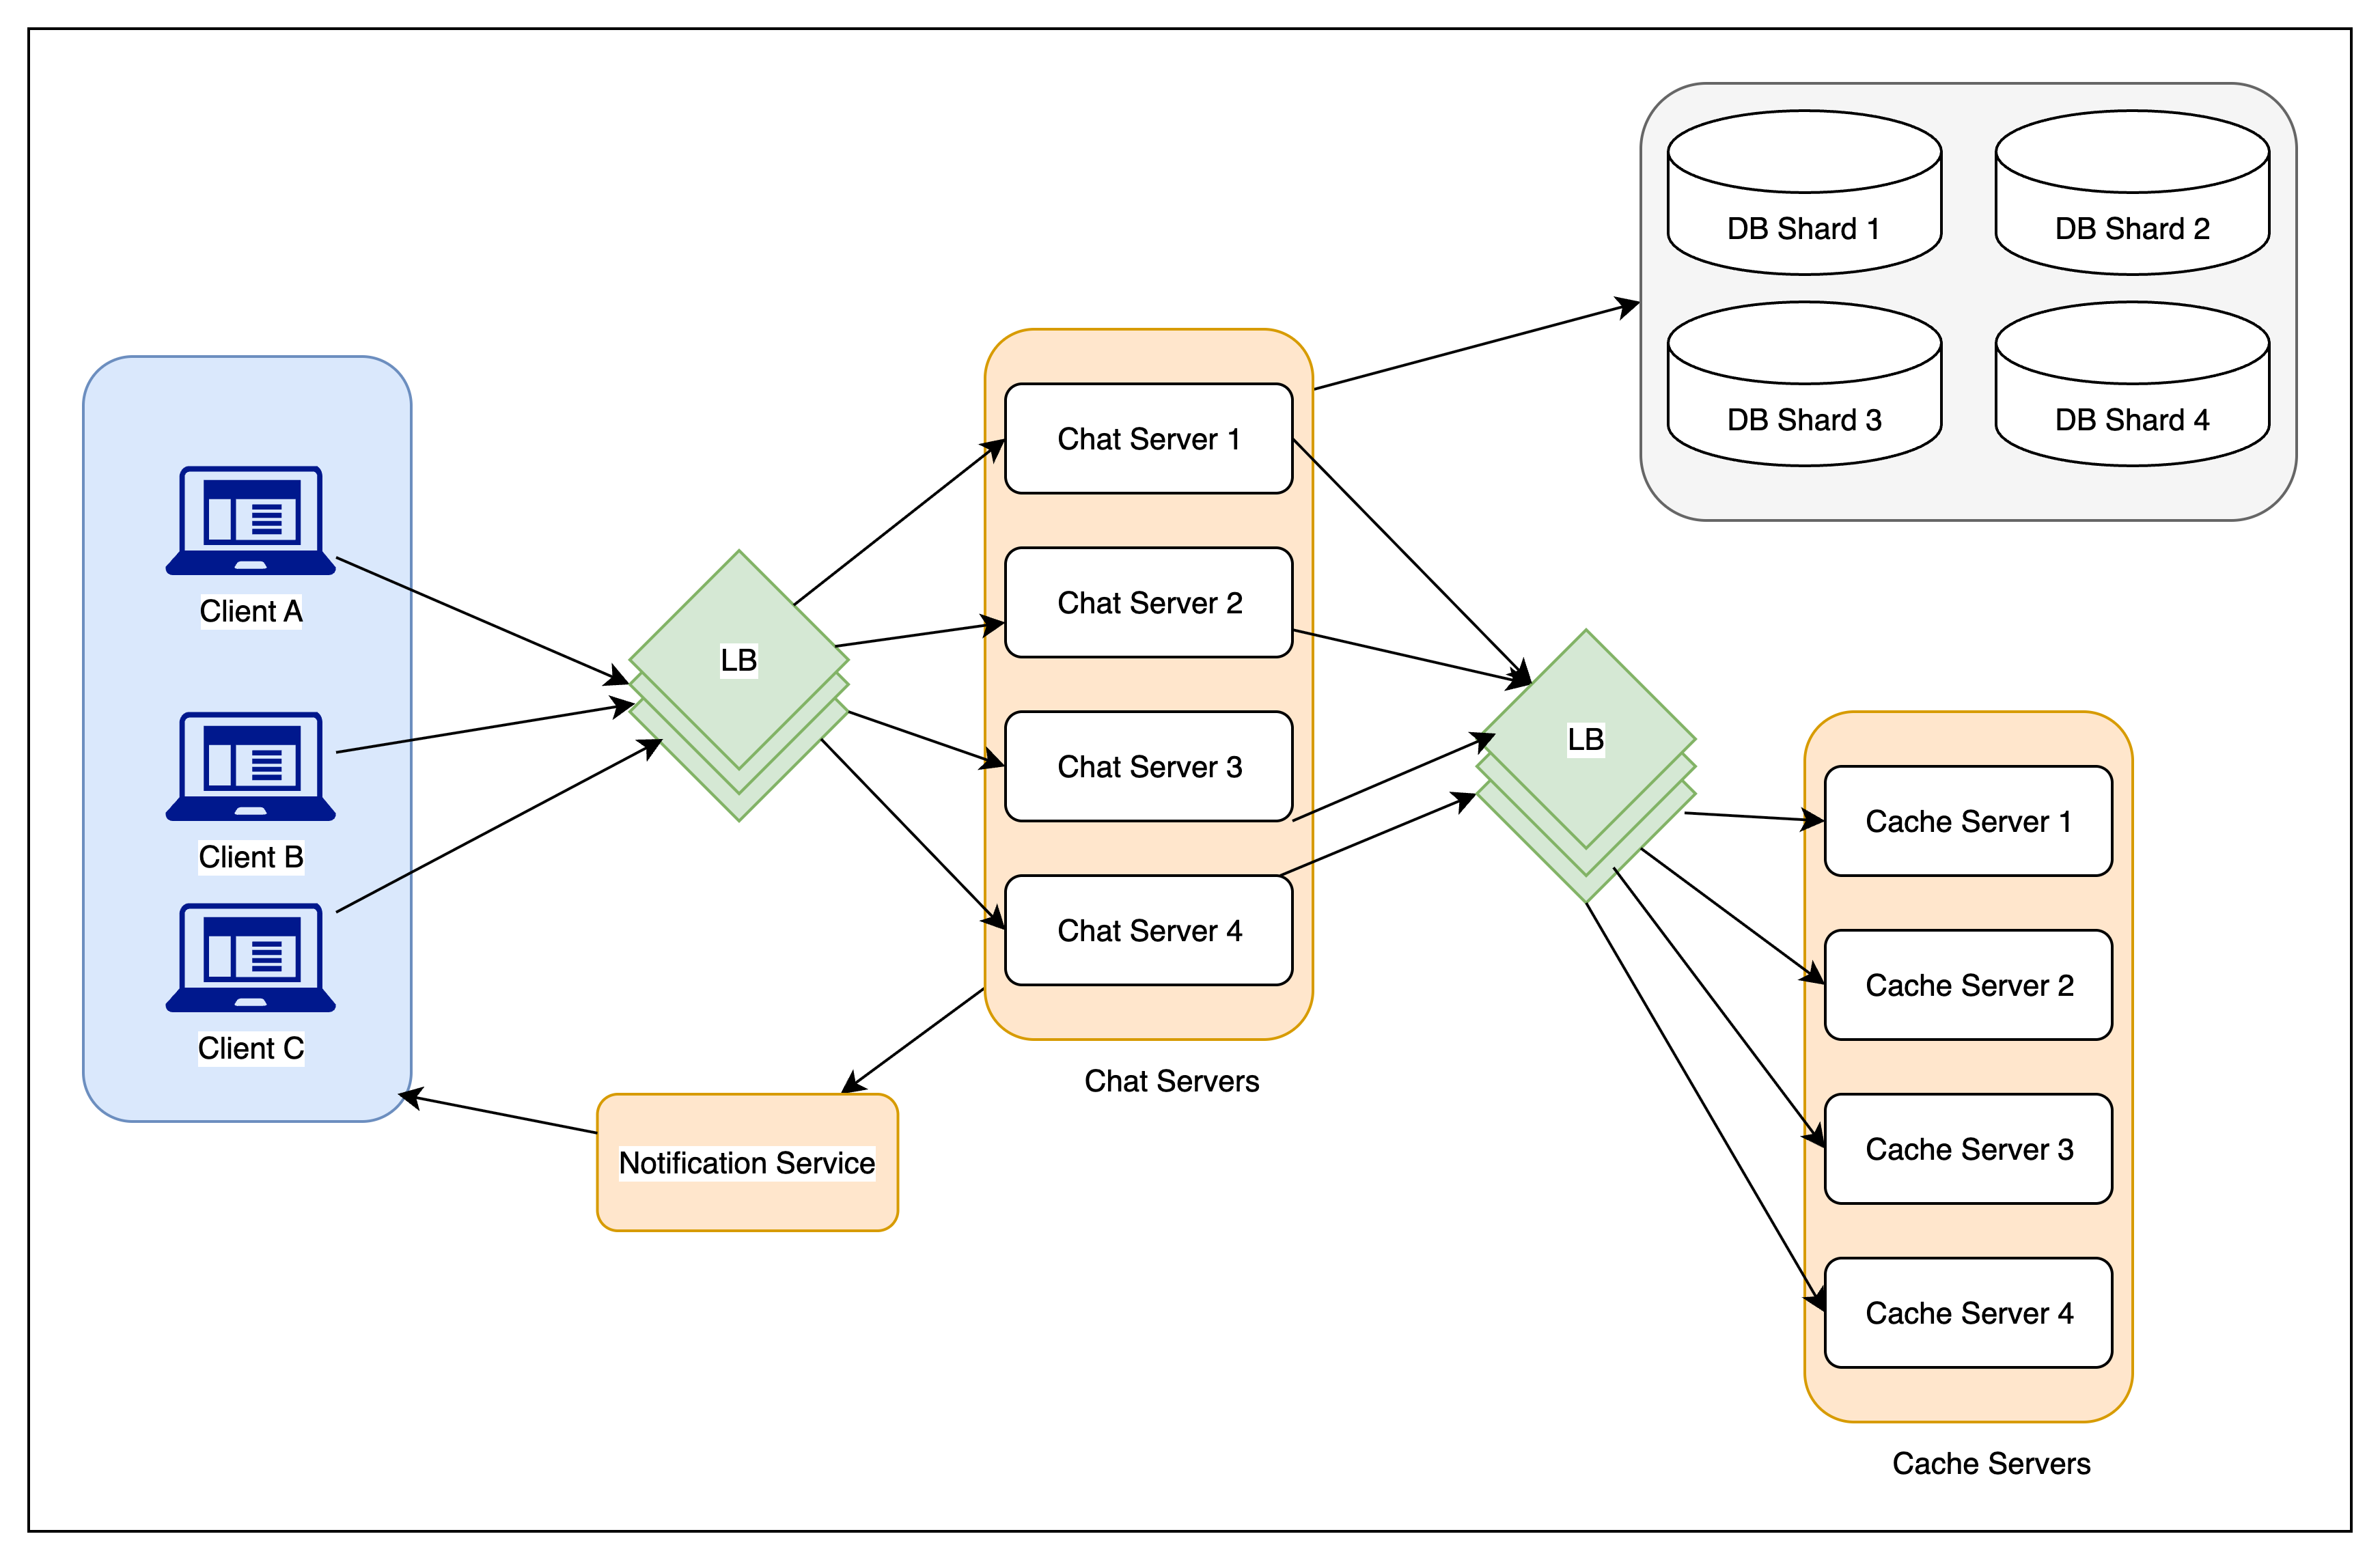 DB Shard 1
DB Shard 2
DB Shard 3
DB Shard 4
Client A
Client B
Client C
LB
Chat Server 1
Chat Server 2
Chat Server 3
Chat Server 4
Chat Servers
Notification Service
LB
Cache Server 1
Cache Server 2
Cache Server 3
Cache Server 4
Cache Servers